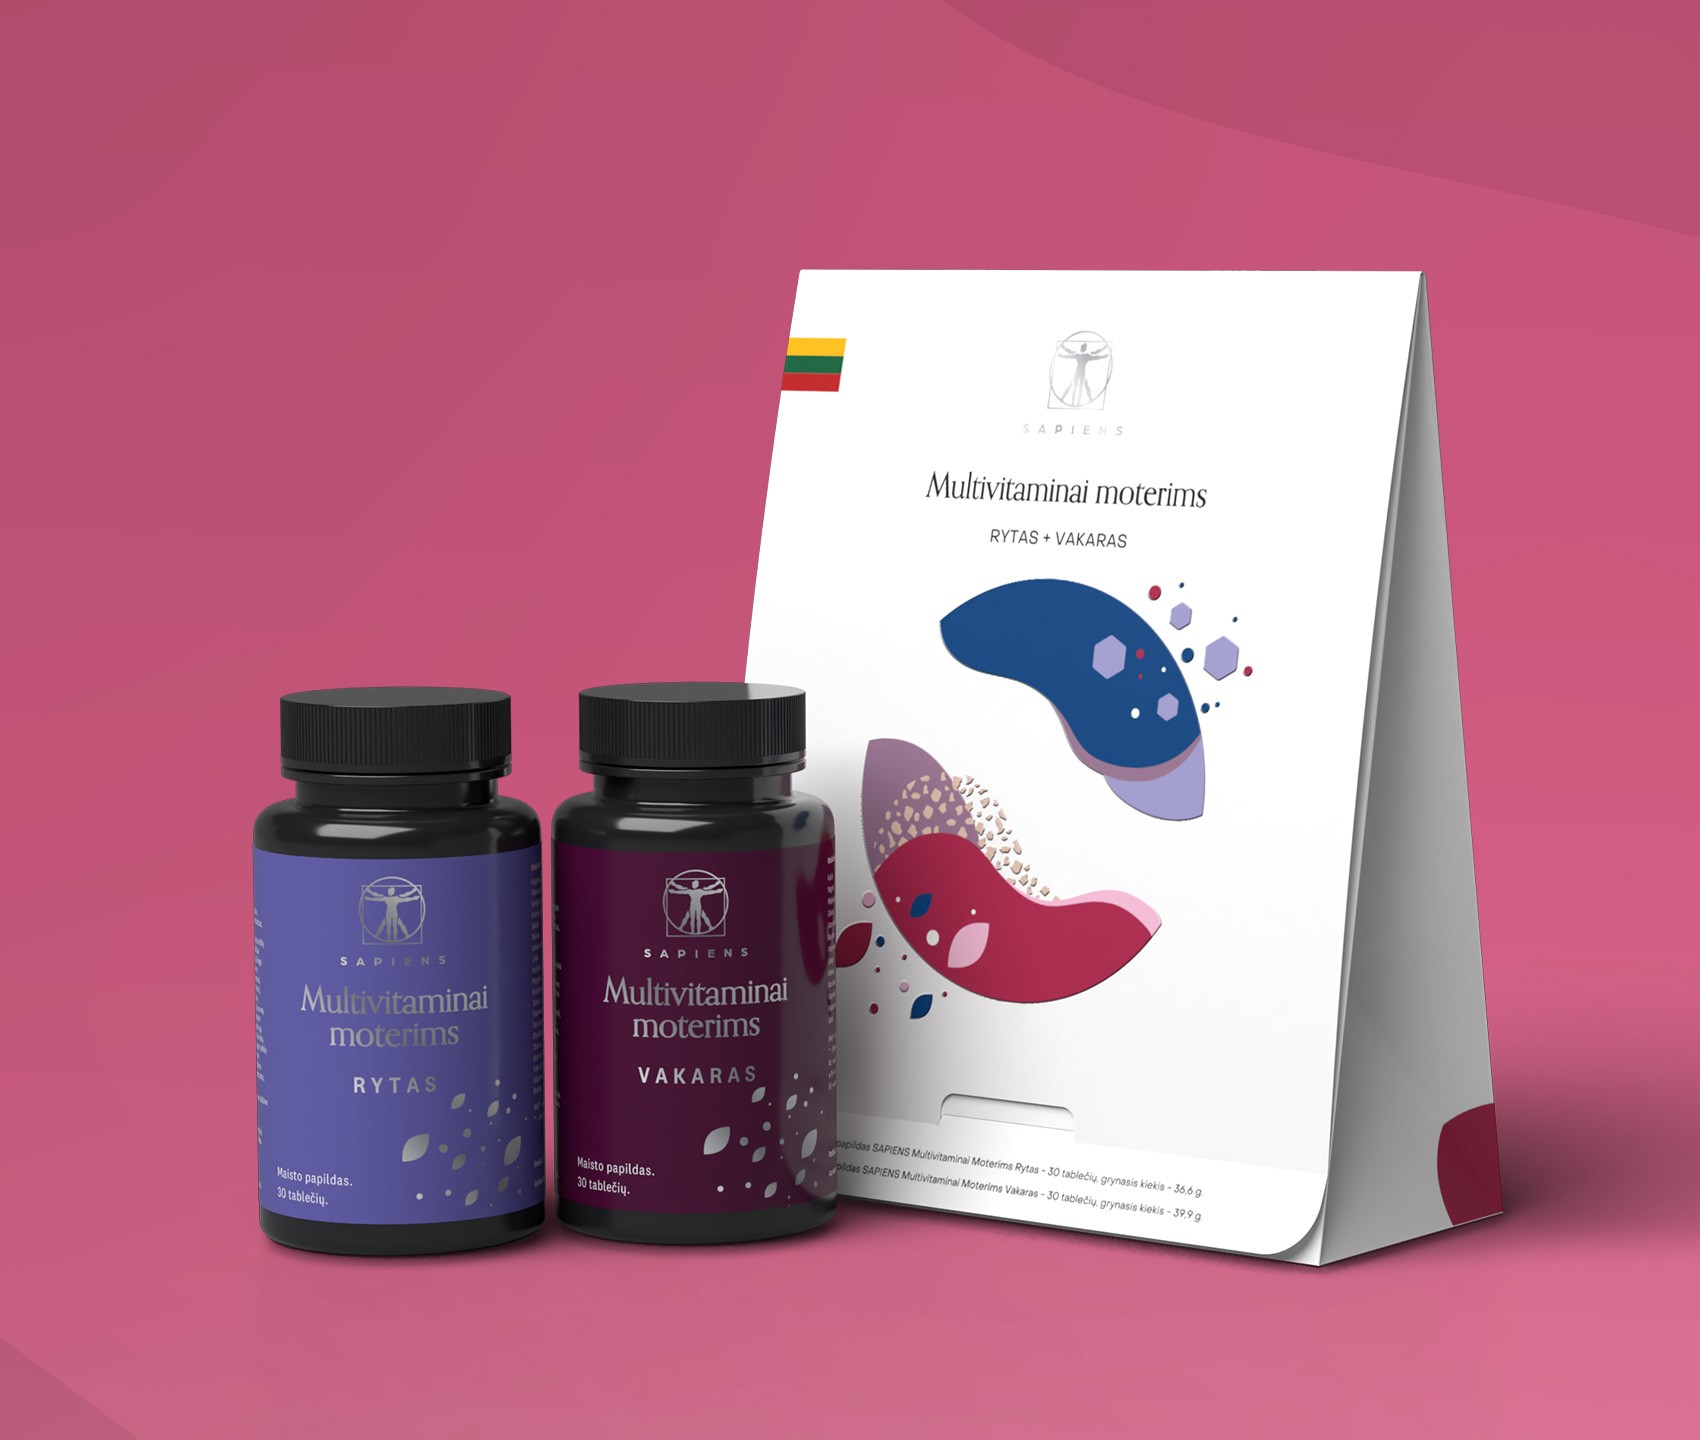 SAPIENS
Multivitaminai moterims
RYTAS + VAKARAS
SAPIENS
Multivitaminai
moterims
RYTAS
Maisto papildas.
30 tablečių.
SAPIENS
Multivitaminai
moterims
VAKARAS
Maisto papildas.
30 tablečių.
SAPIENS Multivitaminai Moterims Rytas - 30 tablečių, grynasis kiekis - 36,6 g.
SAPIENS Multivitaminai Moterims Vakaras - 30 tablečių, grynasis kiekis - 39,9 g.